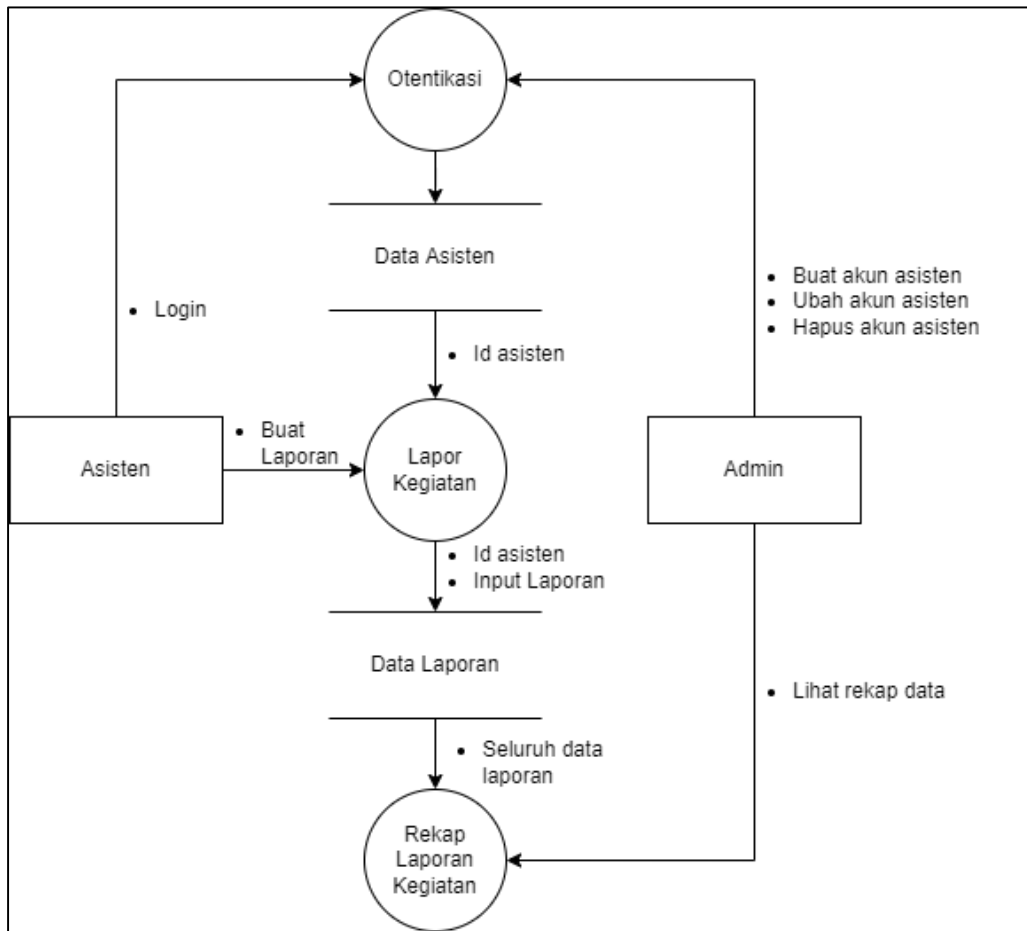 Otentikasi
Data Asisten
• Buat akun asisten
• Ubah akun asisten
• Hapus akun asisten
• Login
• Id asisten
Asisten
• Buat
Laporan
Lapor
Kegiatan
Admin
• Id asisten
• Input Laporan
Data Laporan
• Lihat rekap data
• Seluruh data
laporan
Rekap
Laporan
Kegiatan